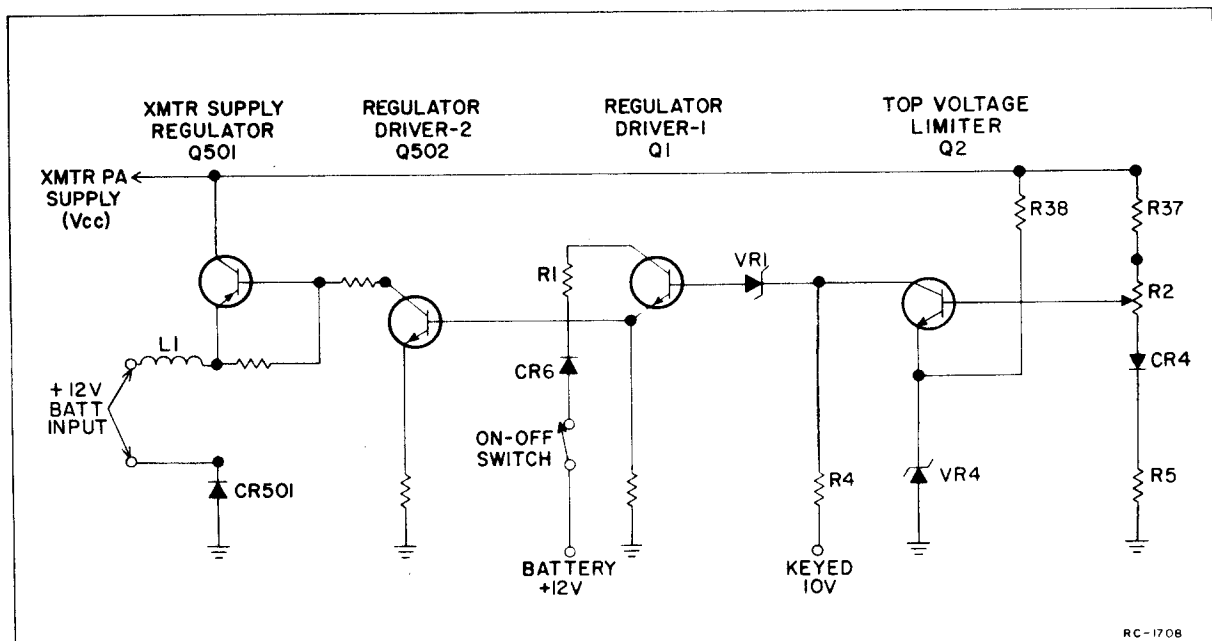 XMTR SUPPLY
REGULATOR
Q501
REGULATOR
DRIVER-2
Q502
REGULATOR
DRIVER-1
Q1
TOP VOLTAGE
LIMITER
Q2
XMTR PA
SUPPLY
(Vcc)
R38
R37
R1
VR1
R2
L1
CR6
CR4
+12V
BATT
INPUT
ON-OFF
SWITCH
CR501
R4
VR4
R5
BATTERY
+12V
KEYED
10V
RC-1708